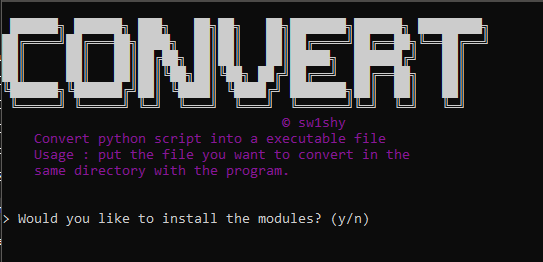 CONVERT
© sw1shy
Convert python script into a executable file
Usage : put the file you want to convert in the
same directory with the program.
> Would you like to install the modules? (y/n)